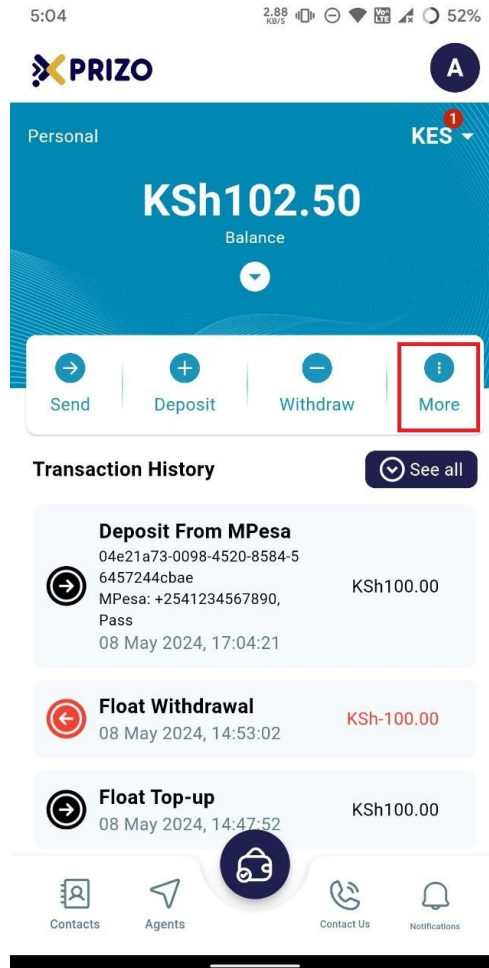 5:04 2.88 KB/S Vo LTE 52%
XPRIZO A
Personal KES 1
KSh102.50
Balance
Send Deposit Withdraw More
Transaction History See all
Deposit From MPesa
04e21a73-0098-4520-8584-5
6457244cbae
MPesa: +2541234567890,
Pass
08 May 2024, 17:04:21
KSh100.00
Float Withdrawal
08 May 2024, 14:53:02
KSh-100.00
Float Top-up
08 May 2024, 14:47:52
KSh100.00
Contacts Agents Contact Us Notifications